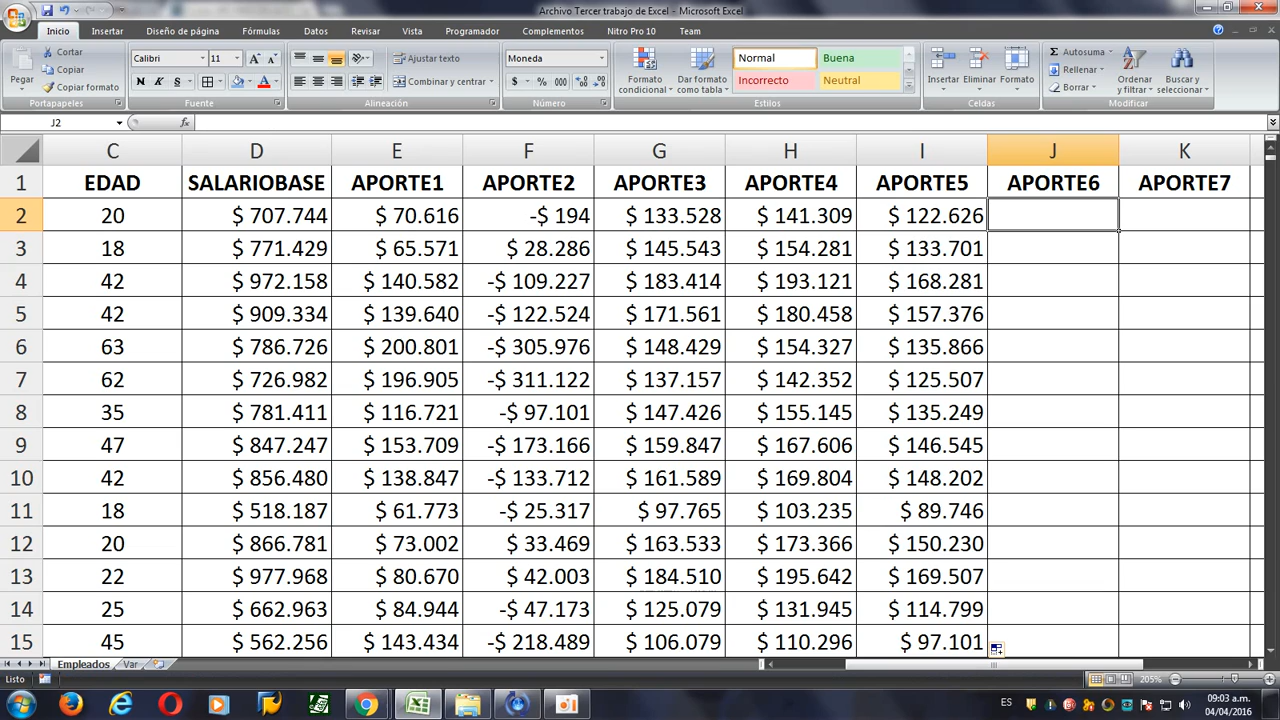 Archivo Tercer trabajo de Excel - Microsoft Excel
Inicio Insertar Diseño de página Fórmulas Datos Revisar Vista Programador Complementos Nitro Pro 10 Team
Pegar
Cortar
Copiar
Copiar formato
Portapapeles
Calibri 11
N K S
Fuente
Ajustar texto
Combinar y centrar
Alineación
Moneda
$ % 000
Número
Formato condicional
Dar formato como tabla
Normal Buena
Incorrecto Neutral
Estilos
Insertar Eliminar Formato
Celdas
Autosuma
Rellenar
Borrar
Ordenar y filtrar
Buscar y seleccionar
Modificar
J2 fx
C D E F G H I J K
1 EDAD SALARIOBASE APORTE1 APORTE2 APORTE3 APORTE4 APORTE5 APORTE6 APORTE7
2 20 $ 707.744 $ 70.616 -$ 194 $ 133.528 $ 141.309 $ 122.626
3 18 $ 771.429 $ 65.571 $ 28.286 $ 145.543 $ 154.281 $ 133.701
4 42 $ 972.158 $ 140.582 -$ 109.227 $ 183.414 $ 193.121 $ 168.281
5 42 $ 909.334 $ 139.640 -$ 122.524 $ 171.561 $ 180.458 $ 157.376
6 63 $ 786.726 $ 200.801 -$ 305.976 $ 148.429 $ 154.327 $ 135.866
7 62 $ 726.982 $ 196.905 -$ 311.122 $ 137.157 $ 142.352 $ 125.507
8 35 $ 781.411 $ 116.721 -$ 97.101 $ 147.426 $ 155.145 $ 135.249
9 47 $ 847.247 $ 153.709 -$ 173.166 $ 159.847 $ 167.606 $ 146.545
10 42 $ 856.480 $ 138.847 -$ 133.712 $ 161.589 $ 169.804 $ 148.202
11 18 $ 518.187 $ 61.773 -$ 25.317 $ 97.765 $ 103.235 $ 89.746
12 20 $ 866.781 $ 73.002 $ 33.469 $ 163.533 $ 173.366 $ 150.230
13 22 $ 977.968 $ 80.670 $ 42.003 $ 184.510 $ 195.642 $ 169.507
14 25 $ 662.963 $ 84.944 -$ 47.173 $ 125.079 $ 131.945 $ 114.799
15 45 $ 562.256 $ 143.434 -$ 218.489 $ 106.079 $ 110.296 $ 97.101
Empleados Var
Listo 205%
ES 09:03 a.m.
04/04/2016